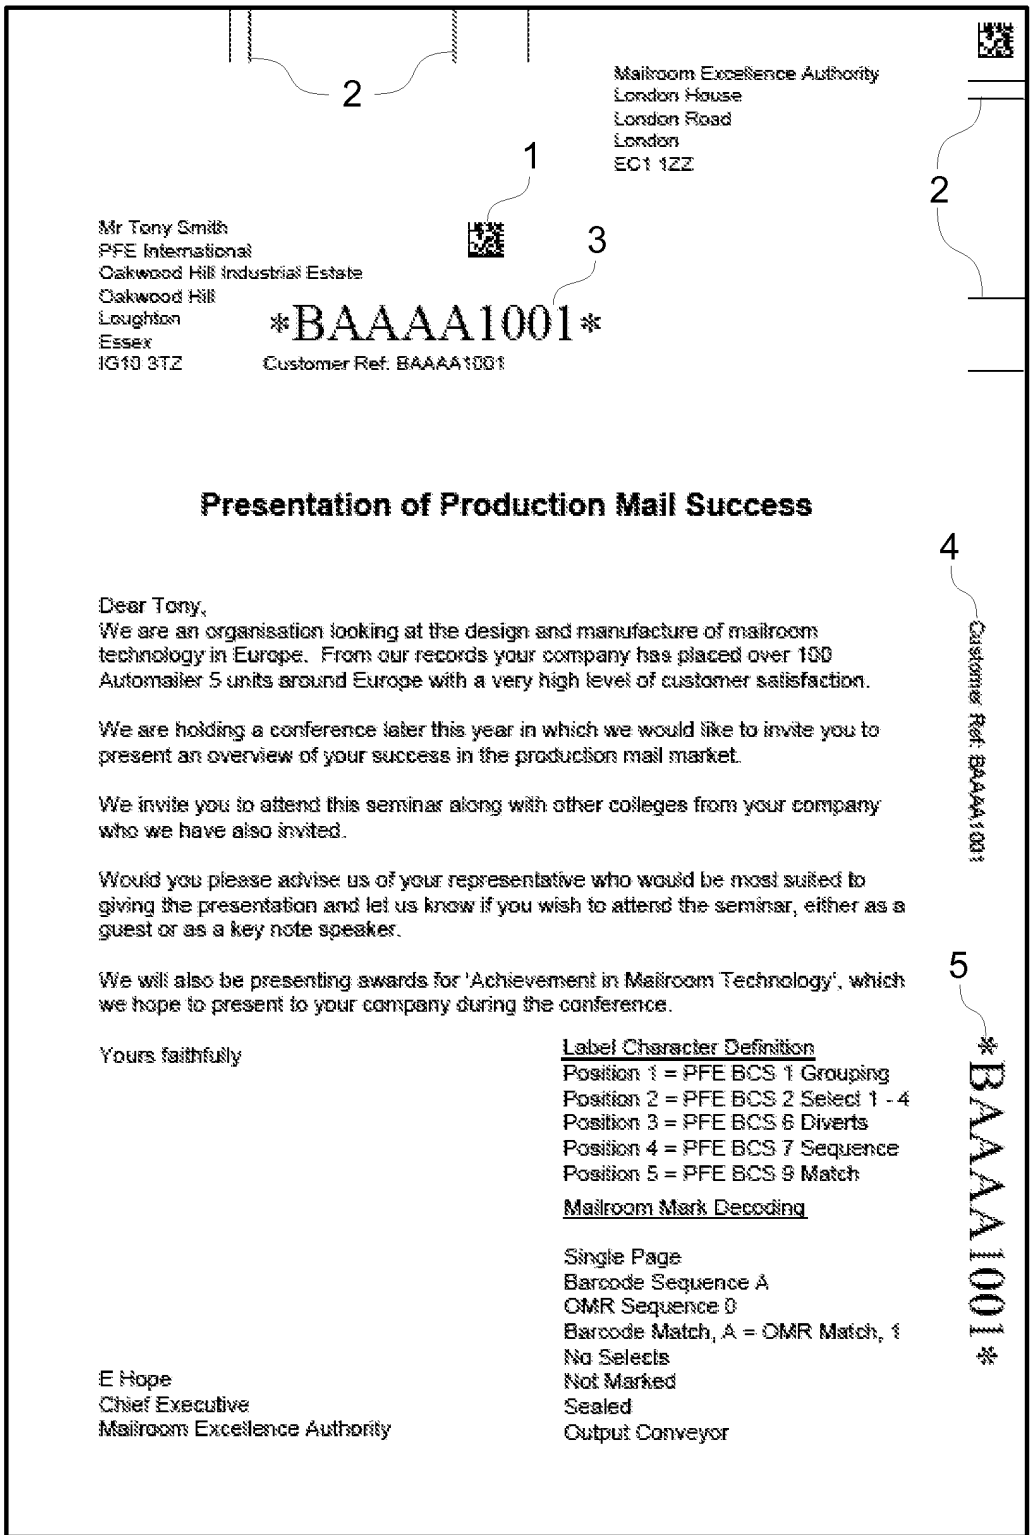 2
Mailroom Excellence Authority
London House
London Road
London
EC1 1ZZ
1
2
Mr Tony Smith
PFE International
Oakwood Hill Industrial Estate
Oakwood Hill
Loughton
Essex
IG10 3TZ
3
*BAAAA1001*
Customer Ref: BAAAA1001
Presentation of Production Mail Success
4
Customer Ref: BAAAA1001
Dear Tony,
We are an organisation looking at the design and manufacture of mailroom
technology in Europe. From our records your company has placed over 100
Automailer 5 units around Europe with a very high level of customer satisfaction.
We are holding a conference later this year in which we would like to invite you to
present an overview of your success in the production mail market.
We invite you to attend this seminar along with other colleges from your company
who we have also invited.
Would you please advise us of your representative who would be most suited to
giving the presentation and let us know if you wish to attend the seminar, either as a
guest or as a key note speaker.
We will also be presenting awards for 'Achievement in Mailroom Technology', which
we hope to present to your company during the conference.
5
*BAAAA1001*
Yours faithfully
Label Character Definition
Position 1 = PFE BCS 1 Grouping
Position 2 = PFE BCS 2 Select 1 - 4
Position 3 = PFE BCS 6 Diverts
Position 4 = PFE BCS 7 Sequence
Position 5 = PFE BCS 9 Match
Mailroom Mark Decoding
Single Page
Barcode Sequence A
OMR Sequence 0
Barcode Match, A = OMR Match, 1
No Selects
Not Marked
Sealed
Output Conveyor
E Hope
Chief Executive
Mailroom Excellence Authority